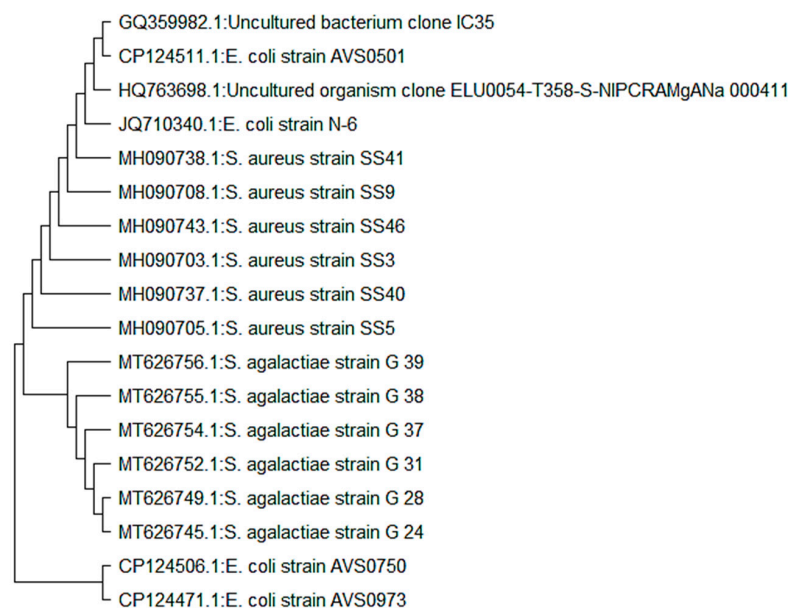 GQ359982.1:Uncultured bacterium clone IC35
CP124511.1:E. coli strain AVS0501
HQ763698.1:Uncultured organism clone ELU0054-T358-S-NIPCRAMgANa 000411
JQ710340.1:E. coli strain N-6
MH090738.1:S. aureus strain SS41
MH090708.1:S. aureus strain SS9
MH090743.1:S. aureus strain SS46
MH090703.1:S. aureus strain SS3
MH090737.1:S. aureus strain SS40
MH090705.1:S. aureus strain SS5
MT626756.1:S. agalactiae strain G 39
MT626755.1:S. agalactiae strain G 38
MT626754.1:S. agalactiae strain G 37
MT626752.1:S. agalactiae strain G 31
MT626749.1:S. agalactiae strain G 28
MT626745.1:S. agalactiae strain G 24
CP124506.1:E. coli strain AVS0750
CP124471.1:E. coli strain AVS0973